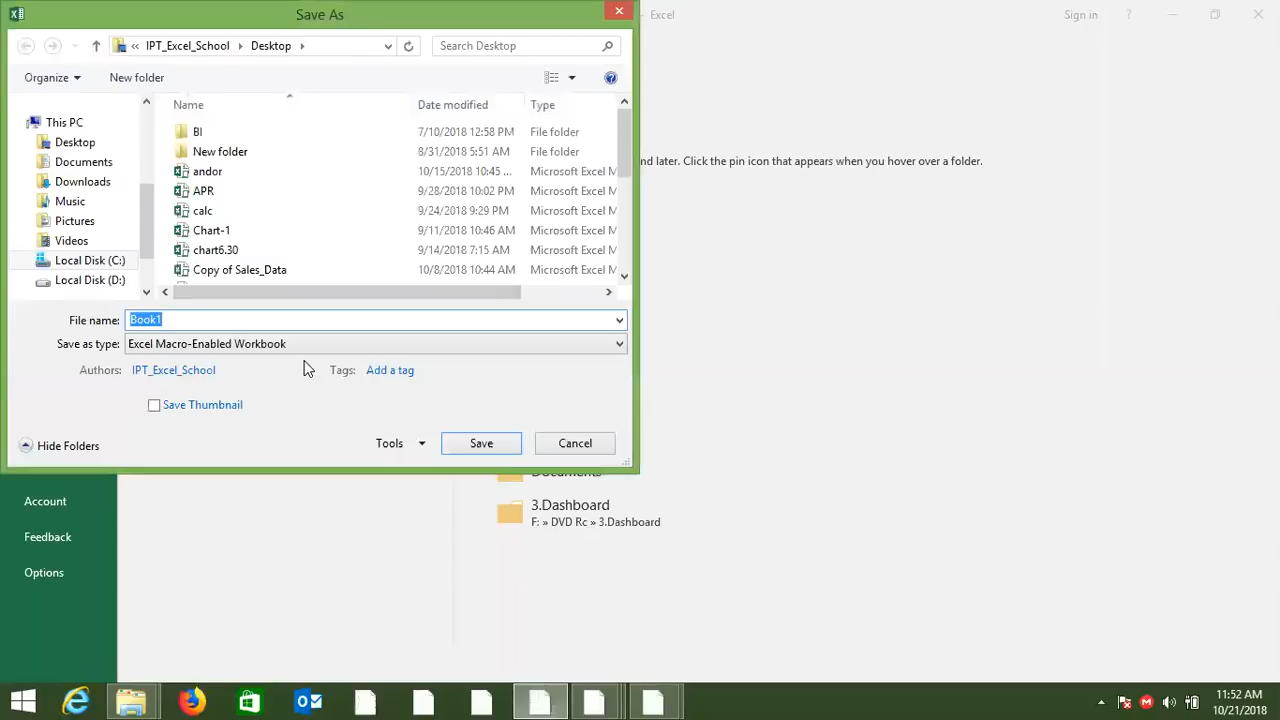 Save As
- Excel
Sign in
?
« IPT_Excel_School Desktop
Search Desktop
Organize
New folder
Name
Date modified
Type
This PC
Desktop
Documents
Downloads
Music
Pictures
Videos
Local Disk (C:)
Local Disk (D:)
BI 7/10/2018 12:58 PM File folder
New folder 8/31/2018 5:51 AM File folder
andor 10/15/2018 10:45 ... Microsoft Excel M
APR 9/28/2018 10:02 PM Microsoft Excel M
calc 9/24/2018 9:29 PM Microsoft Excel M
Chart-1 9/11/2018 10:46 AM Microsoft Excel M
chart6.30 9/14/2018 7:15 AM Microsoft Excel M
Copy of Sales_Data 10/8/2018 10:44 AM Microsoft Excel M
nd later. Click the pin icon that appears when you hover over a folder.
File name: Book1
Save as type: Excel Macro-Enabled Workbook
Authors: IPT_Excel_School
Tags: Add a tag
Save Thumbnail
Hide Folders
Tools
Save
Cancel
Documents
3.Dashboard
F: » DVD Rc » 3.Dashboard
Account
Feedback
Options
11:52 AM
10/21/2018